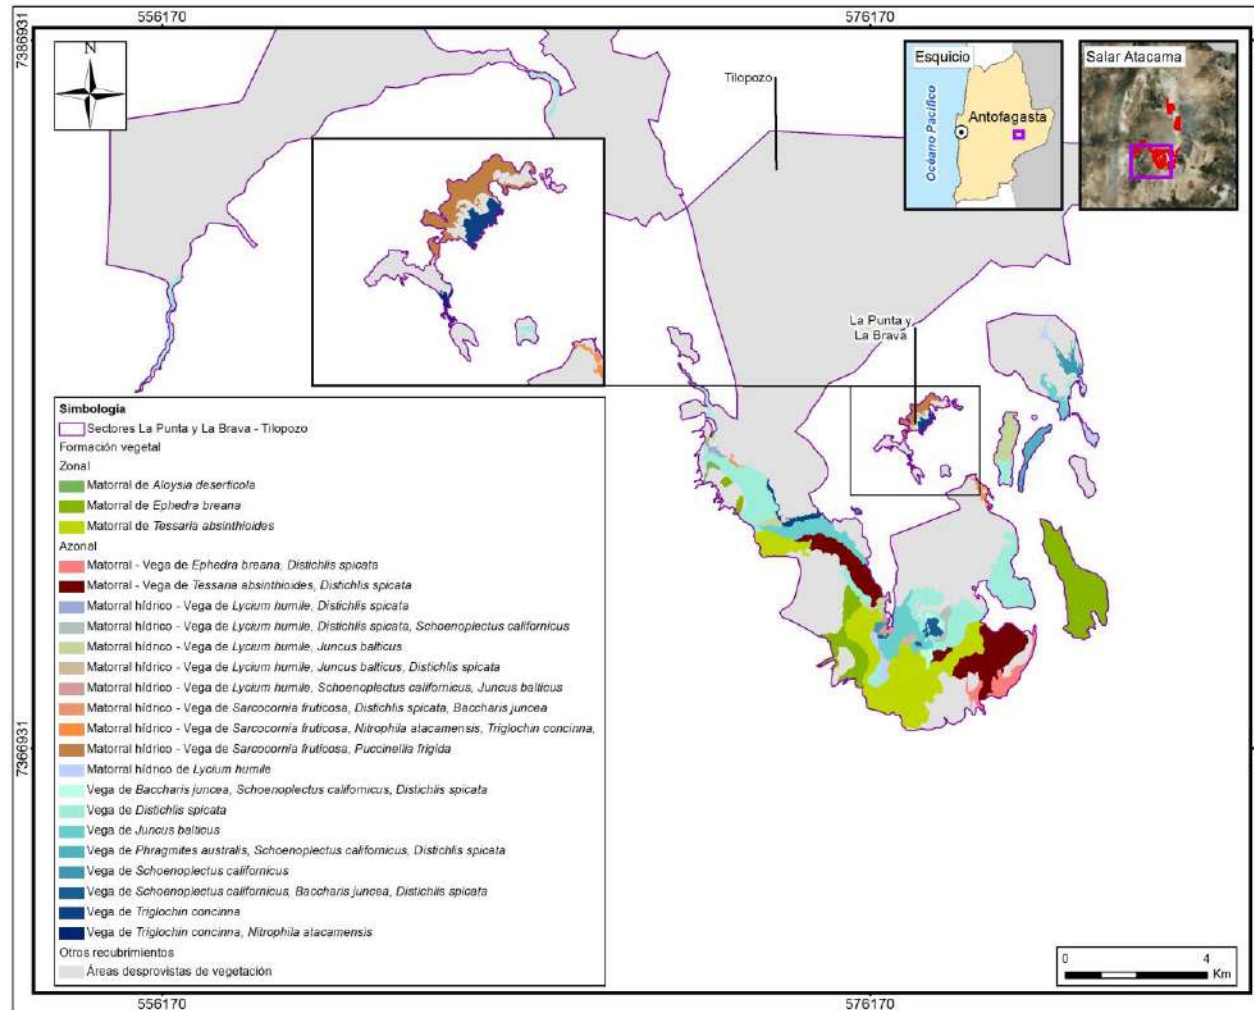 556170
576170
7386931
N
Tilopozo
Esquicio
Océano Pacífico
Antofagasta
Salar Atacama
La Punta y
La Brava
Simbología
Sectores La Punta y La Brava - Tilopozo
Formación vegetal
Zonal
Matorral de Aloysia deserticola
Matorral de Ephedra breana
Matorral de Tessaria absinthioides
Azonal
Matorral - Vega de Ephedra breana, Distichlis spicata
Matorral - Vega de Tessaria absinthioides, Distichlis spicata
Matorral hídrico - Vega de Lycium humile, Distichlis spicata
Matorral hídrico - Vega de Lycium humile, Distichlis spicata, Schoenoplectus californicus
Matorral hídrico - Vega de Lycium humile, Juncus balticus
Matorral hídrico - Vega de Lycium humile, Juncus balticus, Distichlis spicata
Matorral hídrico - Vega de Lycium humile, Schoenoplectus californicus, Juncus balticus
Matorral hídrico - Vega de Sarcocornia fruticosa, Distichlis spicata, Baccharis juncea
Matorral hídrico - Vega de Sarcocornia fruticosa, Nitrophila atacamensis, Triglochin concinna,
Matorral hídrico - Vega de Sarcocornia fruticosa, Puccinellia frigida
Matorral hídrico de Lycium humile
Vega de Baccharis juncea, Schoenoplectus californicus, Distichlis spicata
Vega de Distichlis spicata
Vega de Juncus balticus
Vega de Phragmites australis, Schoenoplectus californicus, Distichlis spicata
Vega de Schoenoplectus californicus
Vega de Schoenoplectus californicus, Baccharis juncea, Distichlis spicata
Vega de Triglochin concinna
Vega de Triglochin concinna, Nitrophila atacamensis
Otros recubrimientos
Áreas desprovistas de vegetación
7366931
0 4
Km
556170
576170